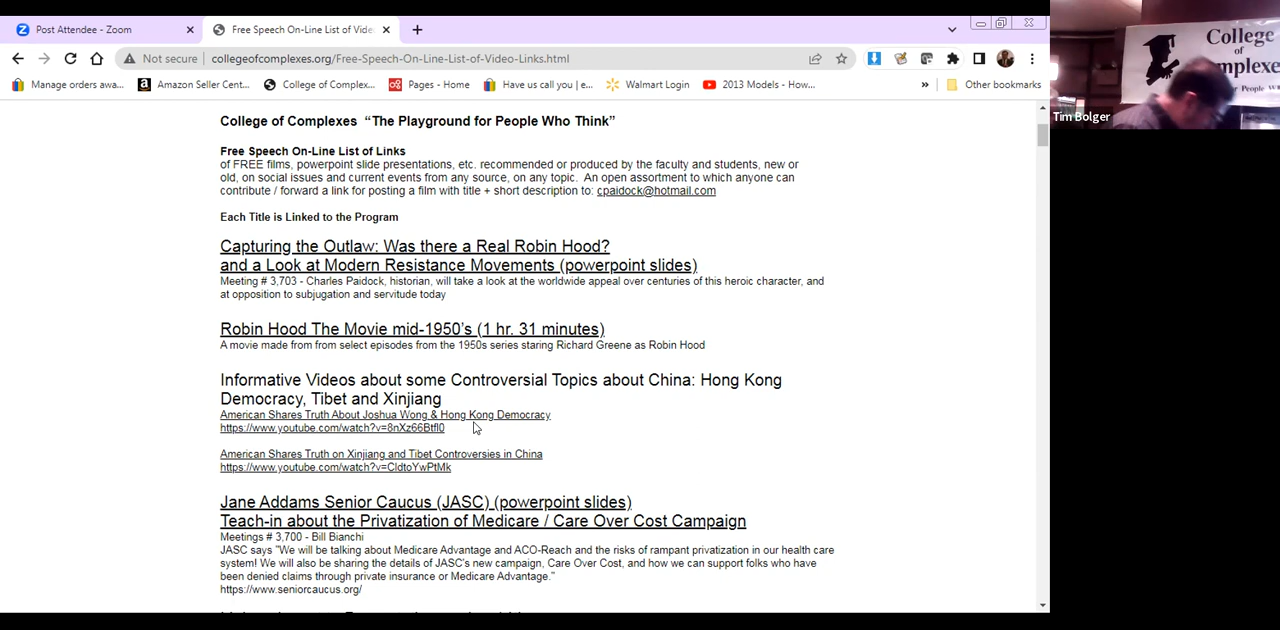 Post Attendee - Zoom
Free Speech On-Line List of Vide
Not secure
collegeofcomplexes.org/Free-Speech-On-Line-List-of-Video-Links.html
Manage orders awa...
Amazon Seller Cent...
College of Complex...
Pages - Home
Have us call you | e...
Walmart Login
2013 Models - How...
»
Other bookmarks
College of Complexes “The Playground for People Who Think”
Free Speech On-Line List of Links
of FREE films, powerpoint slide presentations, etc. recommended or produced by the faculty and students, new or
old, on social issues and current events from any source, on any topic. An open assortment to which anyone can
contribute / forward a link for posting a film with title + short description to: cpaidock@hotmail.com
Each Title is Linked to the Program
Capturing the Outlaw: Was there a Real Robin Hood?
and a Look at Modern Resistance Movements (powerpoint slides)
Meeting # 3,703 - Charles Paidock, historian, will take a look at the worldwide appeal over centuries of this heroic character, and
at opposition to subjugation and servitude today
Robin Hood The Movie mid-1950’s (1 hr. 31 minutes)
A movie made from from select episodes from the 1950s series staring Richard Greene as Robin Hood
Informative Videos about some Controversial Topics about China: Hong Kong
Democracy, Tibet and Xinjiang
American Shares Truth About Joshua Wong & Hong Kong Democracy
https://www.youtube.com/watch?v=8nXz66Btfl0
American Shares Truth on Xinjiang and Tibet Controversies in China
https://www.youtube.com/watch?v=CldtoYwPtMk
Jane Addams Senior Caucus (JASC) (powerpoint slides)
Teach-in about the Privatization of Medicare / Care Over Cost Campaign
Meetings # 3,700 - Bill Bianchi
JASC says "We will be talking about Medicare Advantage and ACO-Reach and the risks of rampant privatization in our health care
system! We will also be sharing the details of JASC's new campaign, Care Over Cost, and how we can support folks who have
been denied claims through private insurance or Medicare Advantage."
https://www.seniorcaucus.org/
College
of
mplexe
People W
Tim Bolger